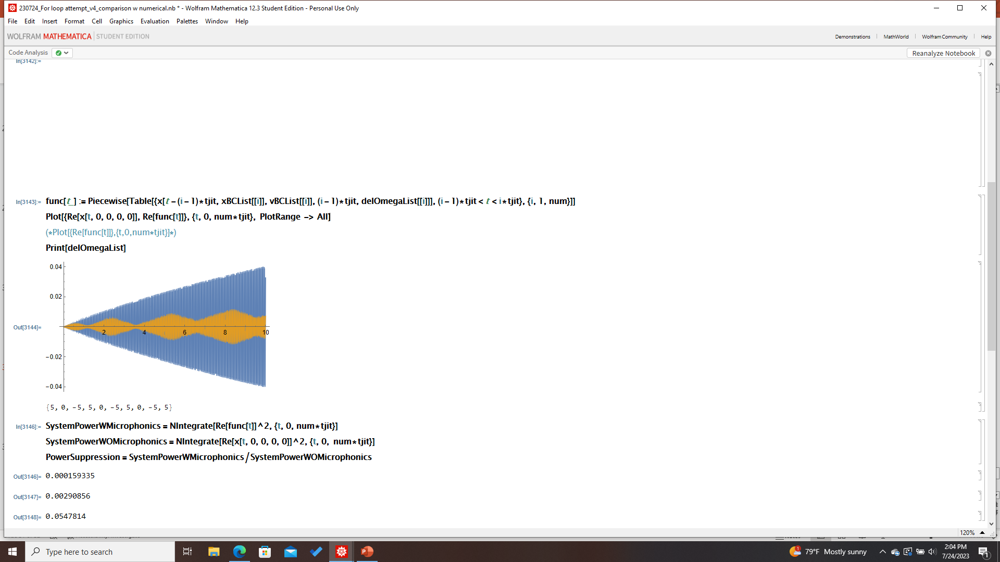 230724_For loop attempt_v4_comparison w numerical.nb * - Wolfram Mathematica 12.3 Student Edition - Personal Use Only
File Edit Insert Format Cell Graphics Evaluation Palettes Window Help
WOLFRAM MATHEMATICA STUDENT EDITION
Demonstrations MathWorld Wolfram Community Help
Code Analysis
Reanalyze Notebook
In[3142]:=
In[3143]:= func[t_] := Piecewise[Table[{x[t - (i - 1) * tjit, xBCList[[i]], vBCList[[i]], (i - 1) * tjit, delOmegaList[[i]]], (i - 1) * tjit < t < i * tjit}, {i, 1, num}]]
Plot[{Re[x[t, 0, 0, 0, 0]], Re[func[t]]}, {t, 0, num * tjit}, PlotRange -> All]
(*Plot[{Re[func[t]]},{t,0,num*tjit}]*)
Print[delOmegaList]
0.04
0.02
Out[3144]=
2 4 6 8 10
-0.02
-0.04
{5, 0, -5, 5, 0, -5, 5, 0, -5, 5}
In[3146]:= SystemPowerWMicrophonics = NIntegrate[Re[func[t]]^2, {t, 0, num * tjit}]
SystemPowerWOMicrophonics = NIntegrate[Re[x[t, 0, 0, 0, 0]]^2, {t, 0, num * tjit}]
PowerSuppression = SystemPowerWMicrophonics / SystemPowerWOMicrophonics
Out[3146]= 0.000159335
Out[3147]= 0.00290856
Out[3148]= 0.0547814
120%
Type here to search
79°F Mostly sunny
2:04 PM
7/24/2023
1